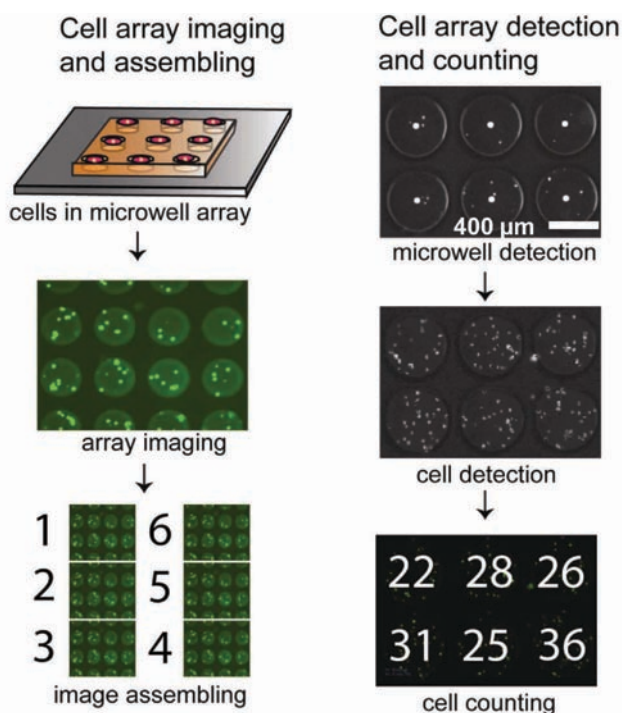 Cell array imaging
and assembling
cells in microwell array
array imaging
1 6
2 5
3 4
image assembling
Cell array detection
and counting
400 µm
microwell detection
cell detection
22 28 26
31 25 36
cell counting